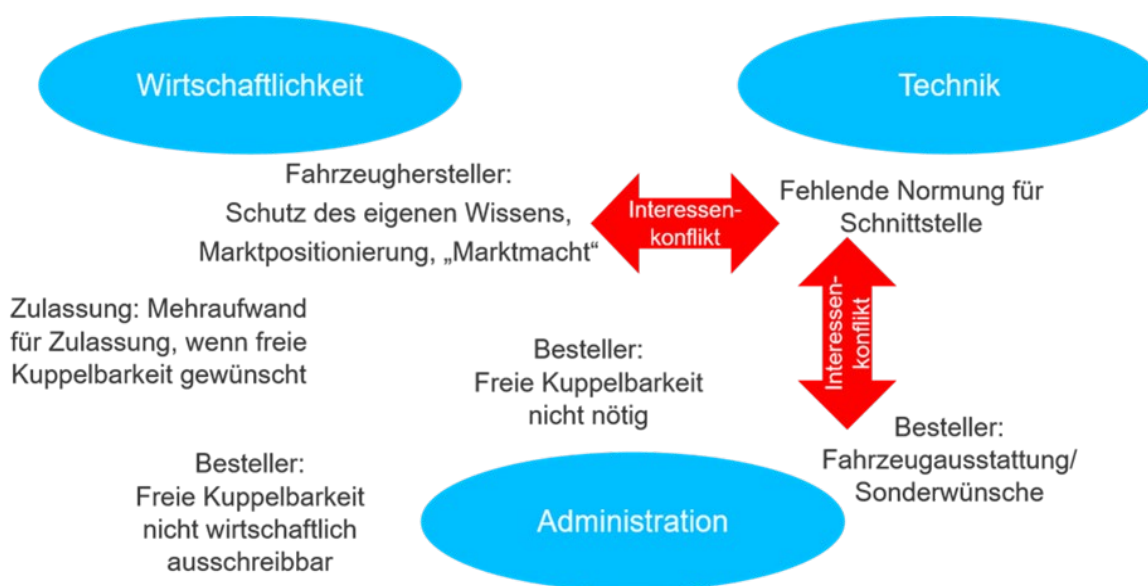 Wirtschaftlichkeit
Technik
Fahrzeughersteller:
Schutz des eigenen Wissens,
Marktpositionierung, „Marktmacht“
Interessen-
konflikt
Fehlende Normung für
Schnittstelle
Zulassung: Mehraufwand
für Zulassung, wenn freie
Kuppelbarkeit gewünscht
Besteller:
Freie Kuppelbarkeit
nicht nötig
Interessen-
konflikt
Besteller:
Fahrzeugausstattung/
Sonderwünsche
Besteller:
Freie Kuppelbarkeit
nicht wirtschaftlich
ausschreibbar
Administration